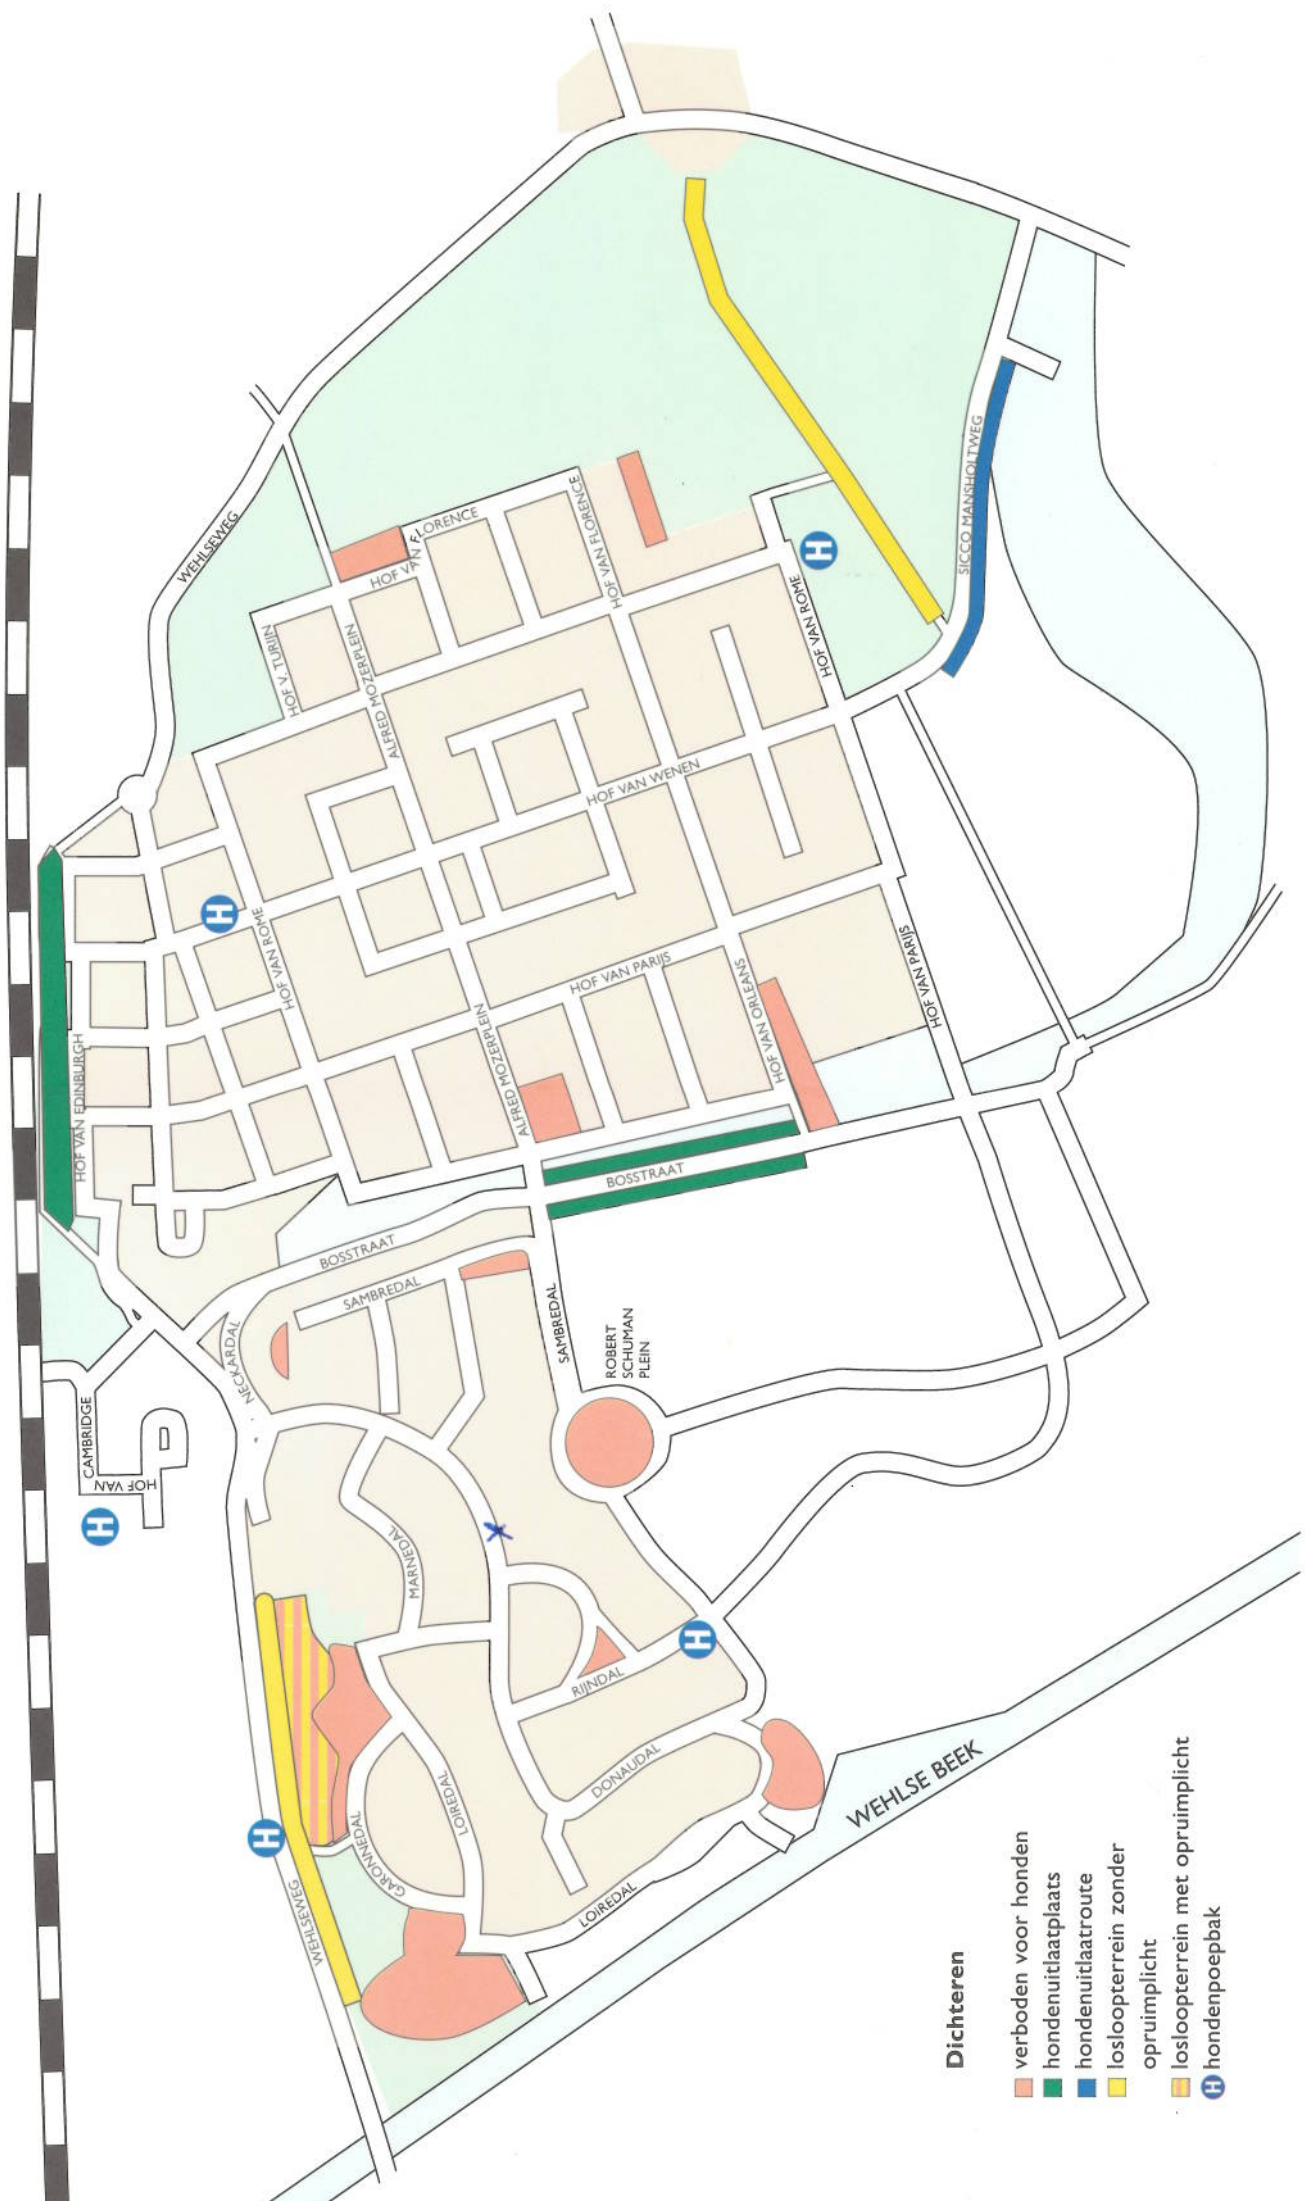 WEHLSEWEG
HOF V. TURIJN
HOF VAN FLORENCE
ALFRED MOZERPLEIN
HOF VAN FLORENCE
HOF VAN ROME
SICCO MANSHOLTWEG
H
HOF VAN WENEN
H
HOF VAN ROME
HOF VAN EDINBURGH
HOF VAN PARIJS
ALFRED MOZERPLEIN
HOF VAN ORLEANS
HOF VAN PARIJS
BOSSTRAAT
BOSSTRAAT
SAMBREDAL
NECKARDAL
SAMBREDAL
ROBERT
SCHUMAN
PLEIN
HOF VAN
CAMBRIDGE
H
MARNEDAL
H
RIJNDAL
DONAUDAL
H
GARONNEDAL
LOIREDAL
LOIREDAL
WEHLSEWEG
WEHLSE BEEK
Dichteren
verboden voor honden
hondenuitlaatplaats
hondenuitlaatroute
losloopterrein zonder
opruimplicht
losloopterrein met opruimplicht
H hondenpoepbak